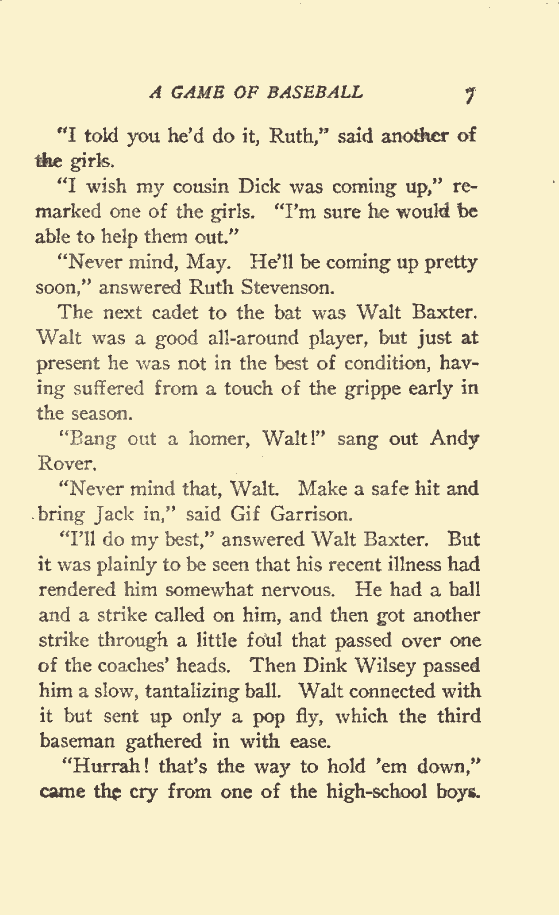 A GAME OF BASEBALL 7
"I told you he'd do it, Ruth," said another of
the girls.
"I wish my cousin Dick was coming up," re-
marked one of the girls. "I'm sure he would be
able to help them out."
"Never mind, May. He'll be coming up pretty
soon," answered Ruth Stevenson.
The next cadet to the bat was Walt Baxter.
Walt was a good all-around player, but just at
present he was not in the best of condition, hav-
ing suffered from a touch of the grippe early in
the season.
"Bang out a homer, Walt!" sang out Andy
Rover.
"Never mind that, Walt. Make a safe hit and
bring Jack in," said Gif Garrison.
"I'll do my best," answered Walt Baxter. But
it was plainly to be seen that his recent illness had
rendered him somewhat nervous. He had a ball
and a strike called on him, and then got another
strike through a little foul that passed over one
of the coaches' heads. Then Dink Wilsey passed
him a slow, tantalizing ball. Walt connected with
it but sent up only a pop fly, which the third
baseman gathered in with ease.
"Hurrah! that's the way to hold 'em down,"
came the cry from one of the high-school boys.